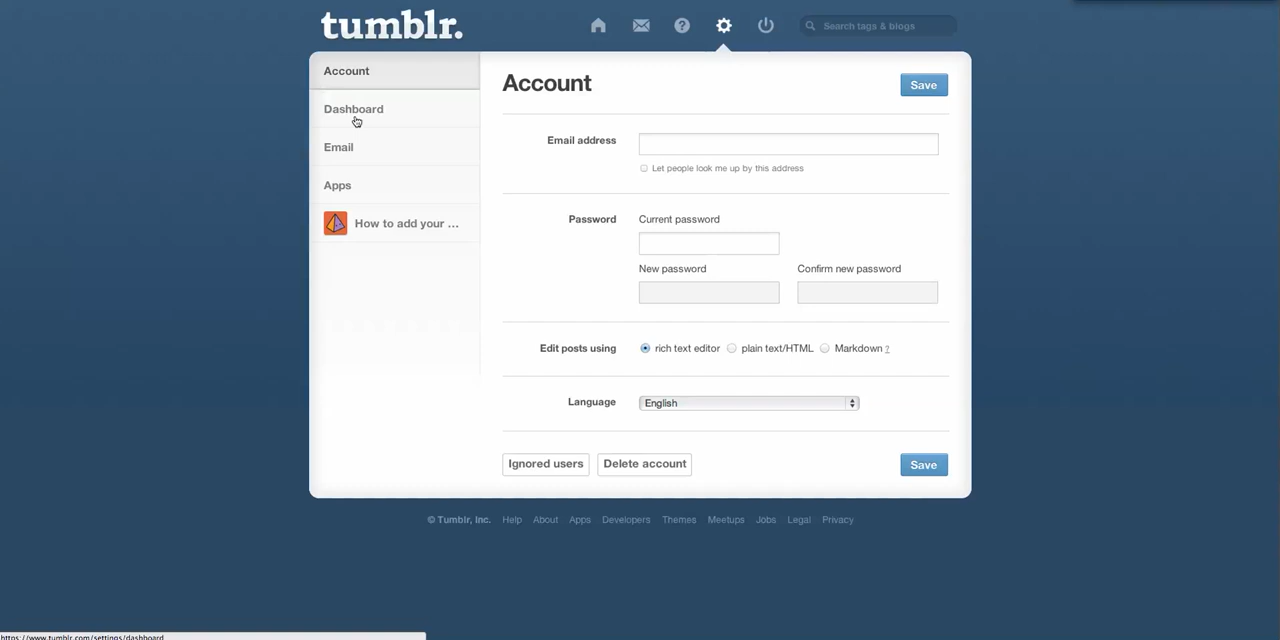 tumblr.
Search tags & blogs
Account
Dashboard
Email
Apps
How to add your ...
Account
Save
Email address
Let people look me up by this address
Password
Current password
New password
Confirm new password
Edit posts using
rich text editor
plain text/HTML
Markdown ?
Language
English
Ignored users
Delete account
Save
© Tumblr, Inc. Help About Apps Developers Themes Meetups Jobs Legal Privacy
https://www.tumblr.com/settings/dashboard